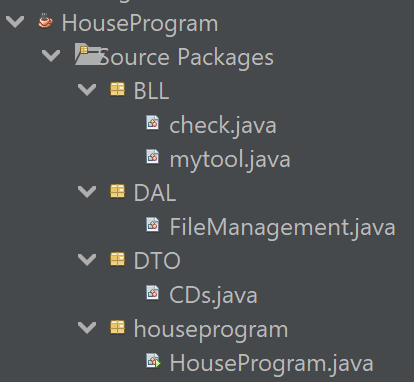 HouseProgram
Source Packages
BLL
check.java
mytool.java
DAL
FileManagement.java
DTO
CDs.java
houseprogram
HouseProgram.java